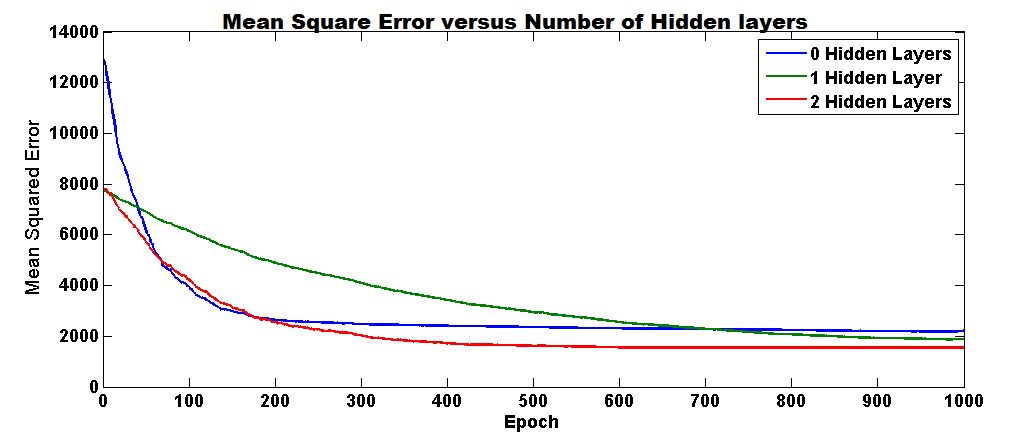 Mean Square Error versus Number of Hidden layers
14000
12000
10000
8000
6000
4000
2000
0
Mean Squared Error
0 Hidden Layers
1 Hidden Layer
2 Hidden Layers
0 100 200 300 400 500 600 700 800 900 1000
Epoch